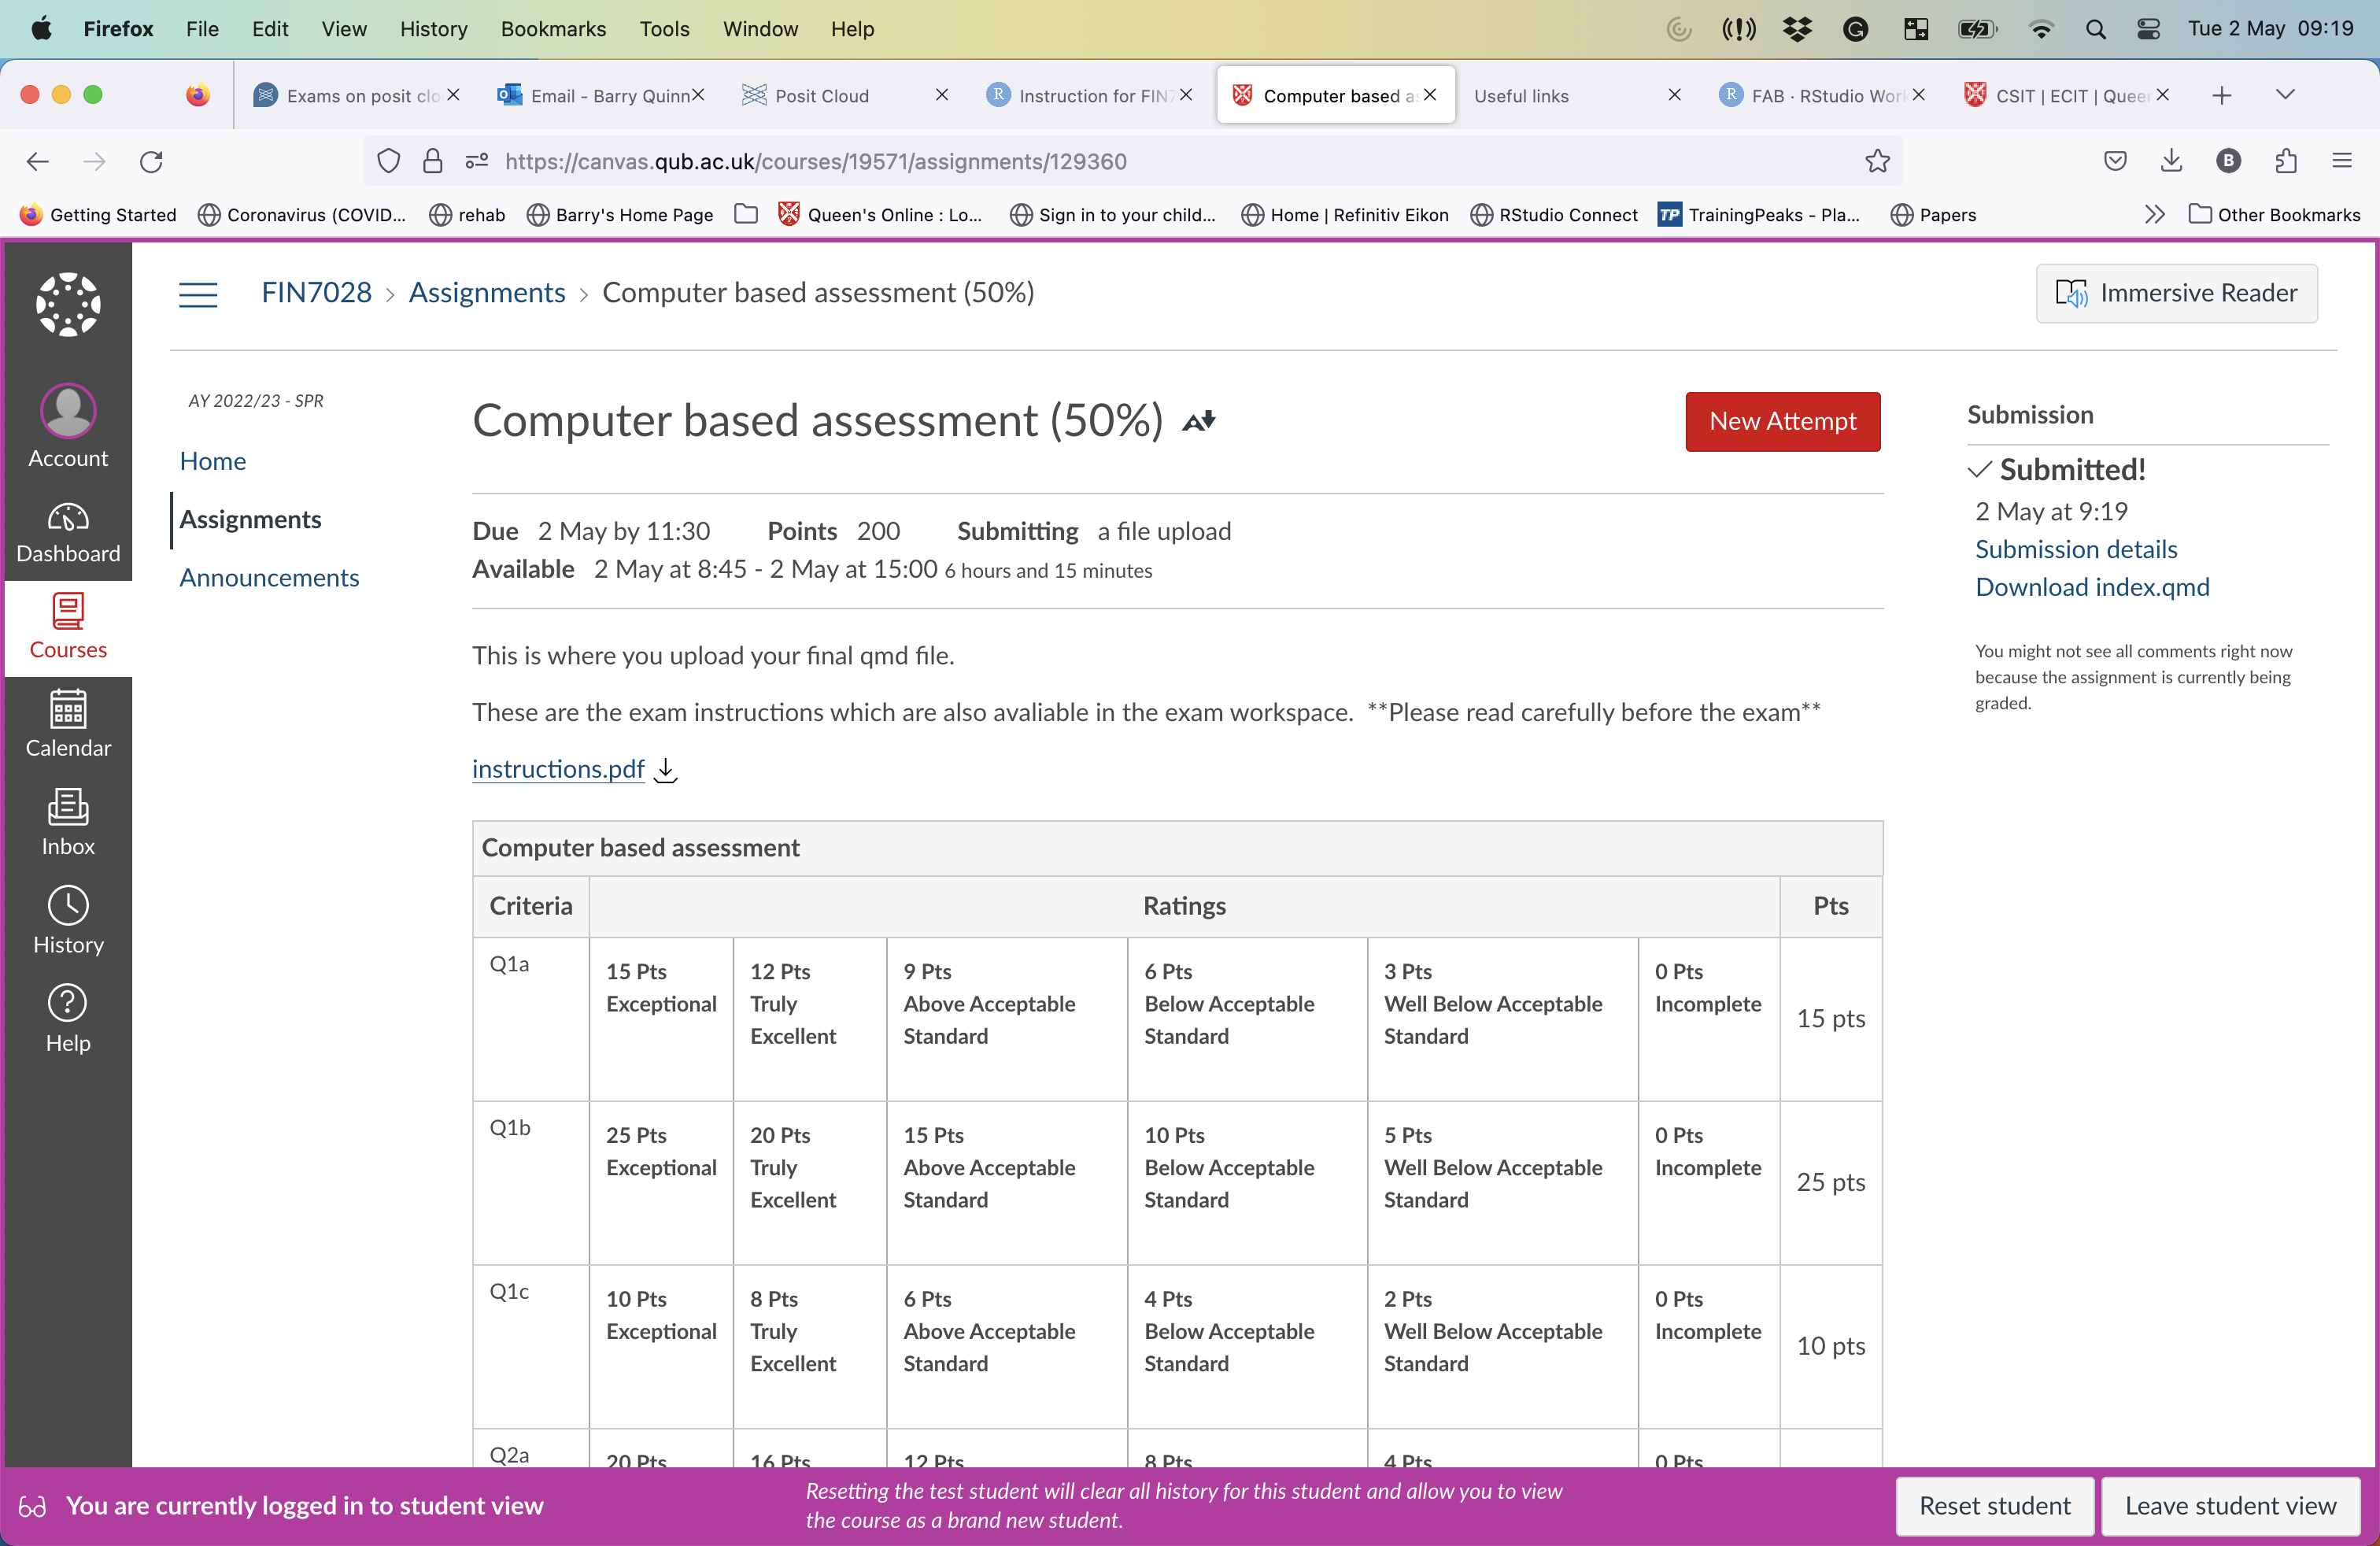 Firefox File Edit View History Bookmarks Tools Window Help Tue 2 May 09:19
Exams on posit clo Email - Barry Quinn Posit Cloud Instruction for FIN7 Computer based as Useful links FAB · RStudio Work CSIT | ECIT | Queen
https://canvas.qub.ac.uk/courses/19571/assignments/129360 B
Getting Started Coronavirus (COVID... rehab Barry's Home Page Queen's Online : Lo... Sign in to your child... Home | Refinitiv Eikon RStudio Connect TP TrainingPeaks - Pla... Papers Other Bookmarks
FIN7028 › Assignments › Computer based assessment (50%)
Immersive Reader
Account
Dashboard
Courses
Calendar
Inbox
History
Help
AY 2022/23 - SPR
Home
Assignments
Announcements
Computer based assessment (50%)
New Attempt
Due 2 May by 11:30 Points 200 Submitting a file upload
Available 2 May at 8:45 - 2 May at 15:00 6 hours and 15 minutes
This is where you upload your final qmd file.
These are the exam instructions which are also avaliable in the exam workspace. **Please read carefully before the exam**
instructions.pdf
Submission
Submitted!
2 May at 9:19
Submission details
Download index.qmd
You might not see all comments right now
because the assignment is currently being
graded.
Computer based assessment
Criteria Ratings Pts
Q1a 15 Pts 12 Pts 9 Pts 6 Pts 3 Pts 0 Pts
Exceptional Truly Above Acceptable Below Acceptable Well Below Acceptable Incomplete
Excellent Standard Standard Standard
15 pts
Q1b 25 Pts 20 Pts 15 Pts 10 Pts 5 Pts 0 Pts
Exceptional Truly Above Acceptable Below Acceptable Well Below Acceptable Incomplete
Excellent Standard Standard Standard
25 pts
Q1c 10 Pts 8 Pts 6 Pts 4 Pts 2 Pts 0 Pts
Exceptional Truly Above Acceptable Below Acceptable Well Below Acceptable Incomplete
Excellent Standard Standard Standard
10 pts
Q2a 20 Pts 16 Pts 12 Pts 8 Pts 4 Pts 0 Pts
You are currently logged in to student view
Resetting the test student will clear all history for this student and allow you to view
the course as a brand new student.
Reset student Leave student view